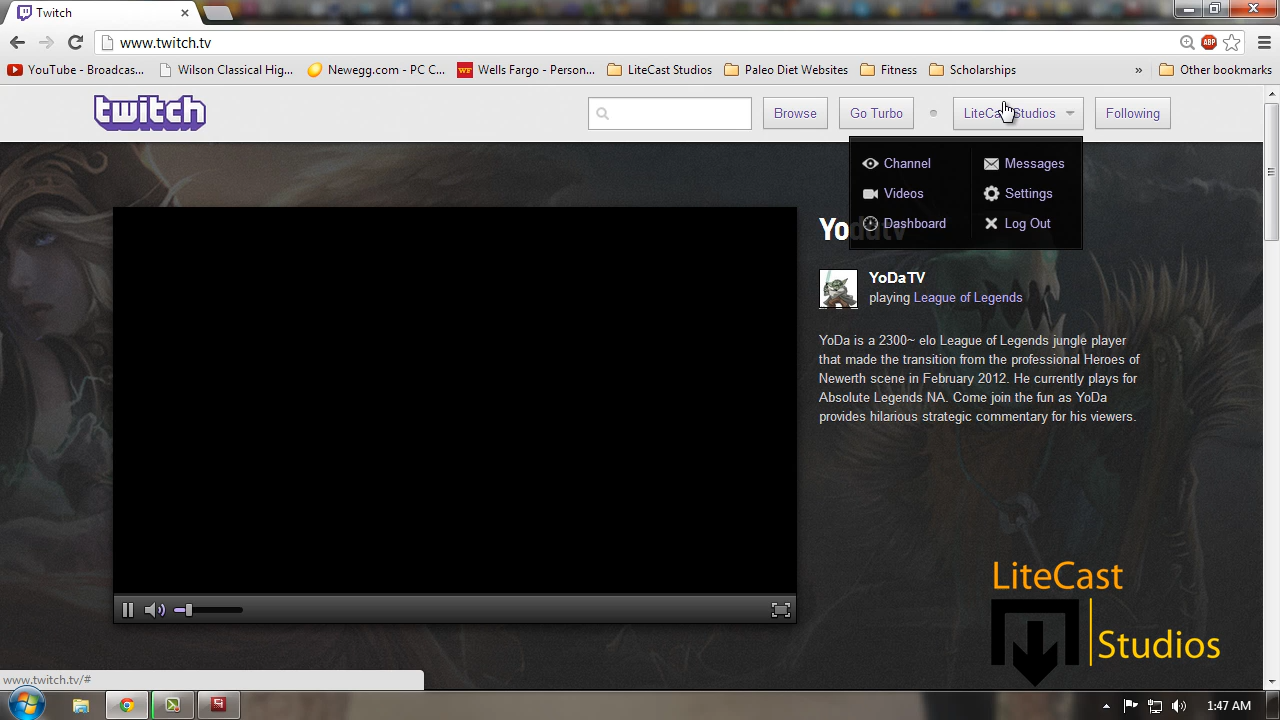 Twitch
www.twitch.tv
ABP
YouTube - Broadcas...
Wilson Classical Hig...
Newegg.com - PC C...
WF
Wells Fargo - Person...
LiteCast Studios
Paleo Diet Websites
Fitness
Scholarships
»
Other bookmarks
twitch
Browse
Go Turbo
LiteCast Studios
Following
Channel
Messages
Videos
Settings
Dashboard
Log Out
Yodatv
YoDaTV
playing League of Legends
YoDa is a 2300~ elo League of Legends jungle player
that made the transition from the professional Heroes of
Newerth scene in February 2012. He currently plays for
Absolute Legends NA. Come join the fun as YoDa
provides hilarious strategic commentary for his viewers.
LiteCast
Studios
www.twitch.tv/#
1:47 AM